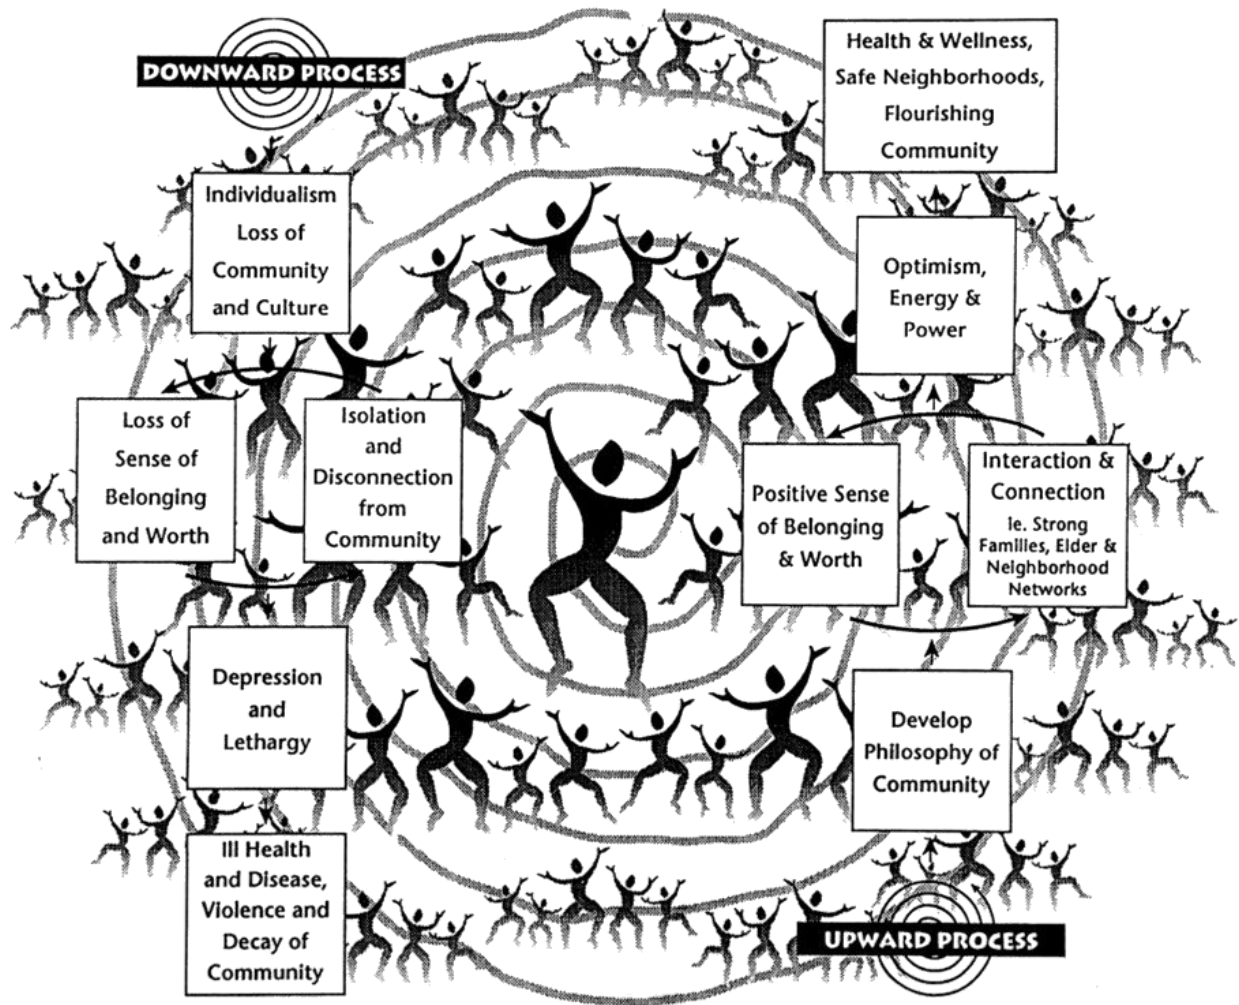 DOWNWARD PROCESS
Individualism
Loss of
Community
and Culture
Loss of
Sense of
Belonging
and Worth
Isolation
and
Disconnection
from
Community
Depression
and
Lethargy
Ill Health
and Disease,
Violence and
Decay of
Community
Health & Wellness,
Safe Neighborhoods,
Flourishing
Community
Optimism,
Energy &
Power
Positive Sense
of Belonging
& Worth
Interaction &
Connection
Ie. Strong
Families, Elder &
Neighborhood
Networks
Develop
Philosophy of
Community
UPWARD PROCESS